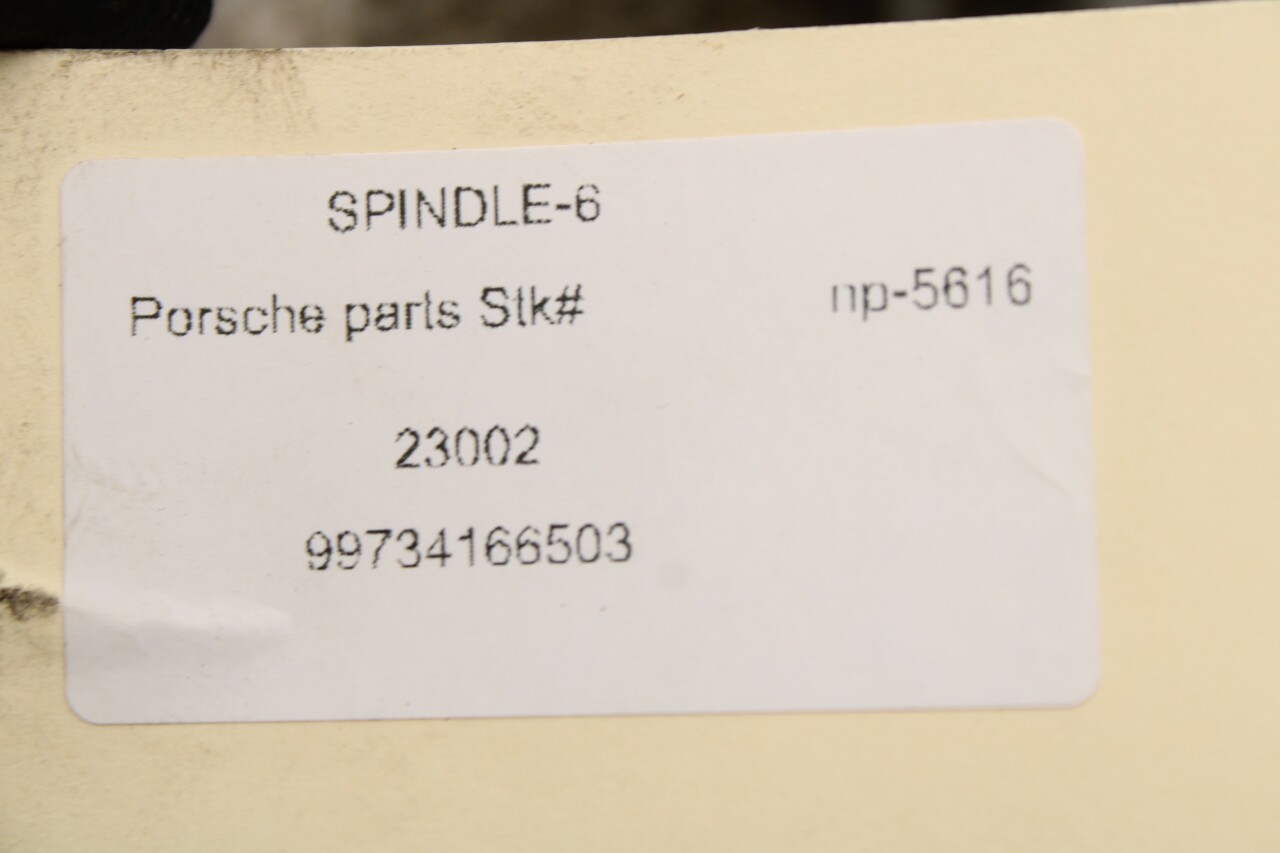 SPINDLE-6
Porsche parts Stk# np-5616
23002
99734166503